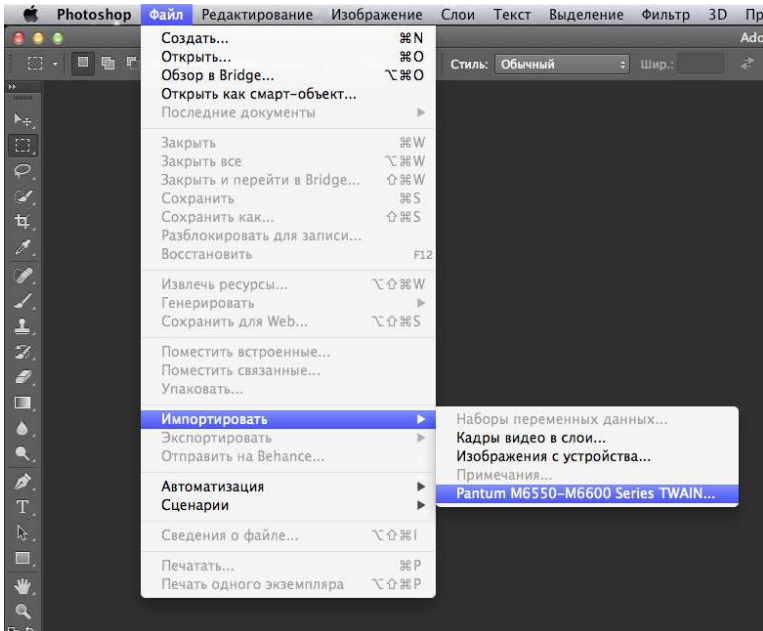 Photoshop Файл Редактирование Изображение Слои Текст Выделение Фильтр 3D Пр
Ado
Стиль: Обычный Шир.:
Создать... ⌘N
Открыть... ⌘O
Обзор в Bridge... ⌥⌘O
Открыть как смарт-объект...
Последние документы ▶
Закрыть ⌘W
Закрыть все ⌥⌘W
Закрыть и перейти в Bridge... ⇧⌘W
Сохранить ⌘S
Сохранить как... ⇧⌘S
Разблокировать для записи...
Восстановить F12
Извлечь ресурсы... ⌥⇧⌘W
Генерировать ▶
Сохранить для Web... ⌥⇧⌘S
Поместить встроенные...
Поместить связанные...
Упаковать...
Импортировать ▶
Экспортировать ▶
Отправить на Behance...
Автоматизация ▶
Сценарии ▶
Сведения о файле... ⌥⇧⌘I
Печатать... ⌘P
Печать одного экземпляра ⌥⇧⌘P
Наборы переменных данных...
Кадры видео в слои...
Изображения с устройства...
Примечания...
Pantum M6550-M6600 Series TWAIN...